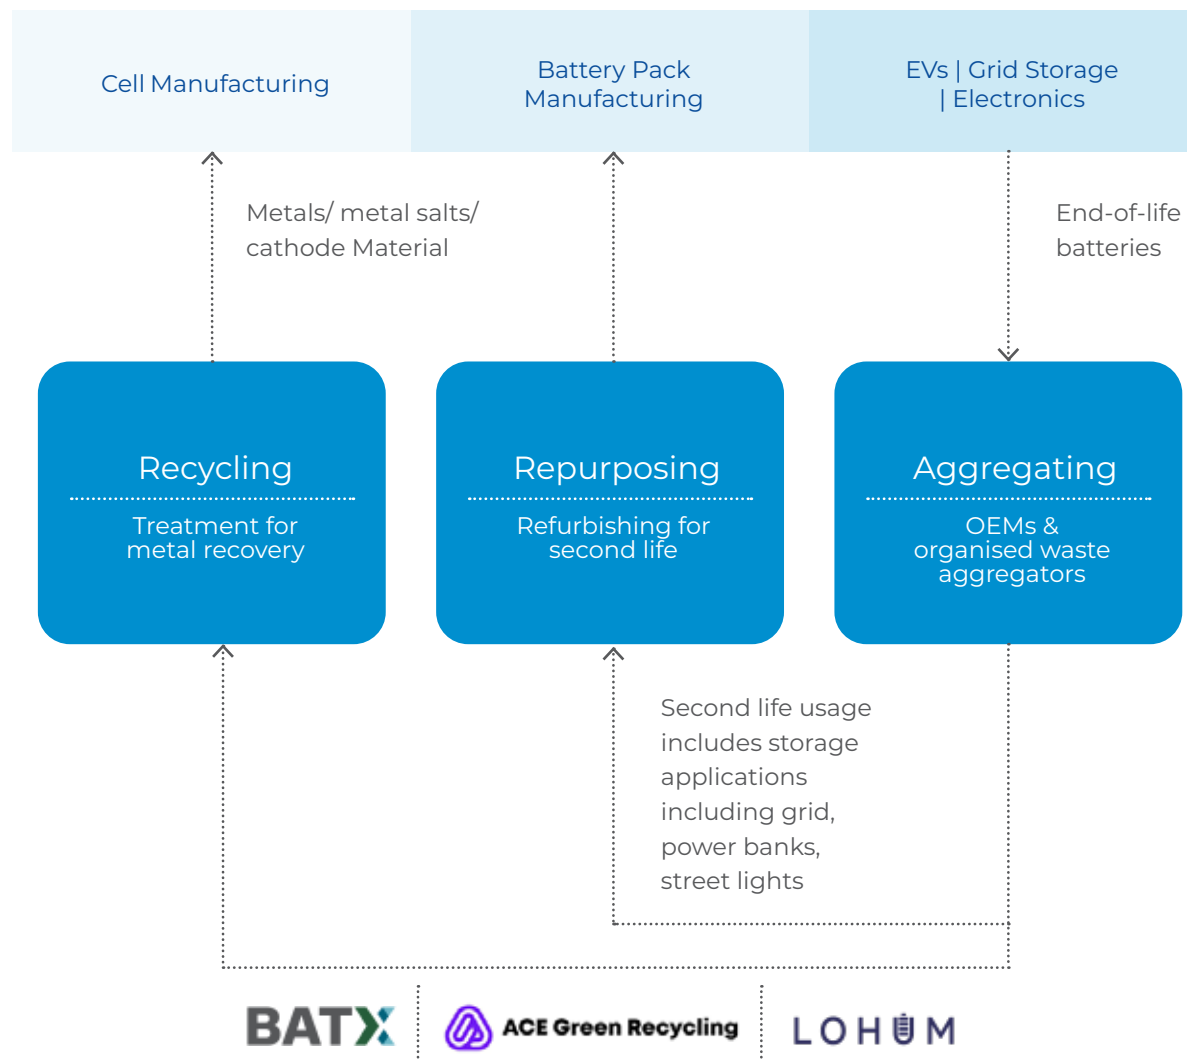 Cell Manufacturing
Battery Pack
Manufacturing
EVs | Grid Storage
| Electronics
Metals/ metal salts/
cathode Material
End-of-life
batteries
Recycling
Treatment for
metal recovery
Repurposing
Refurbishing for
second life
Aggregating
OEMs &
organised waste
aggregators
Second life usage
includes storage
applications
including grid,
power banks,
street lights
BATX
ACE Green Recycling
LOHUM